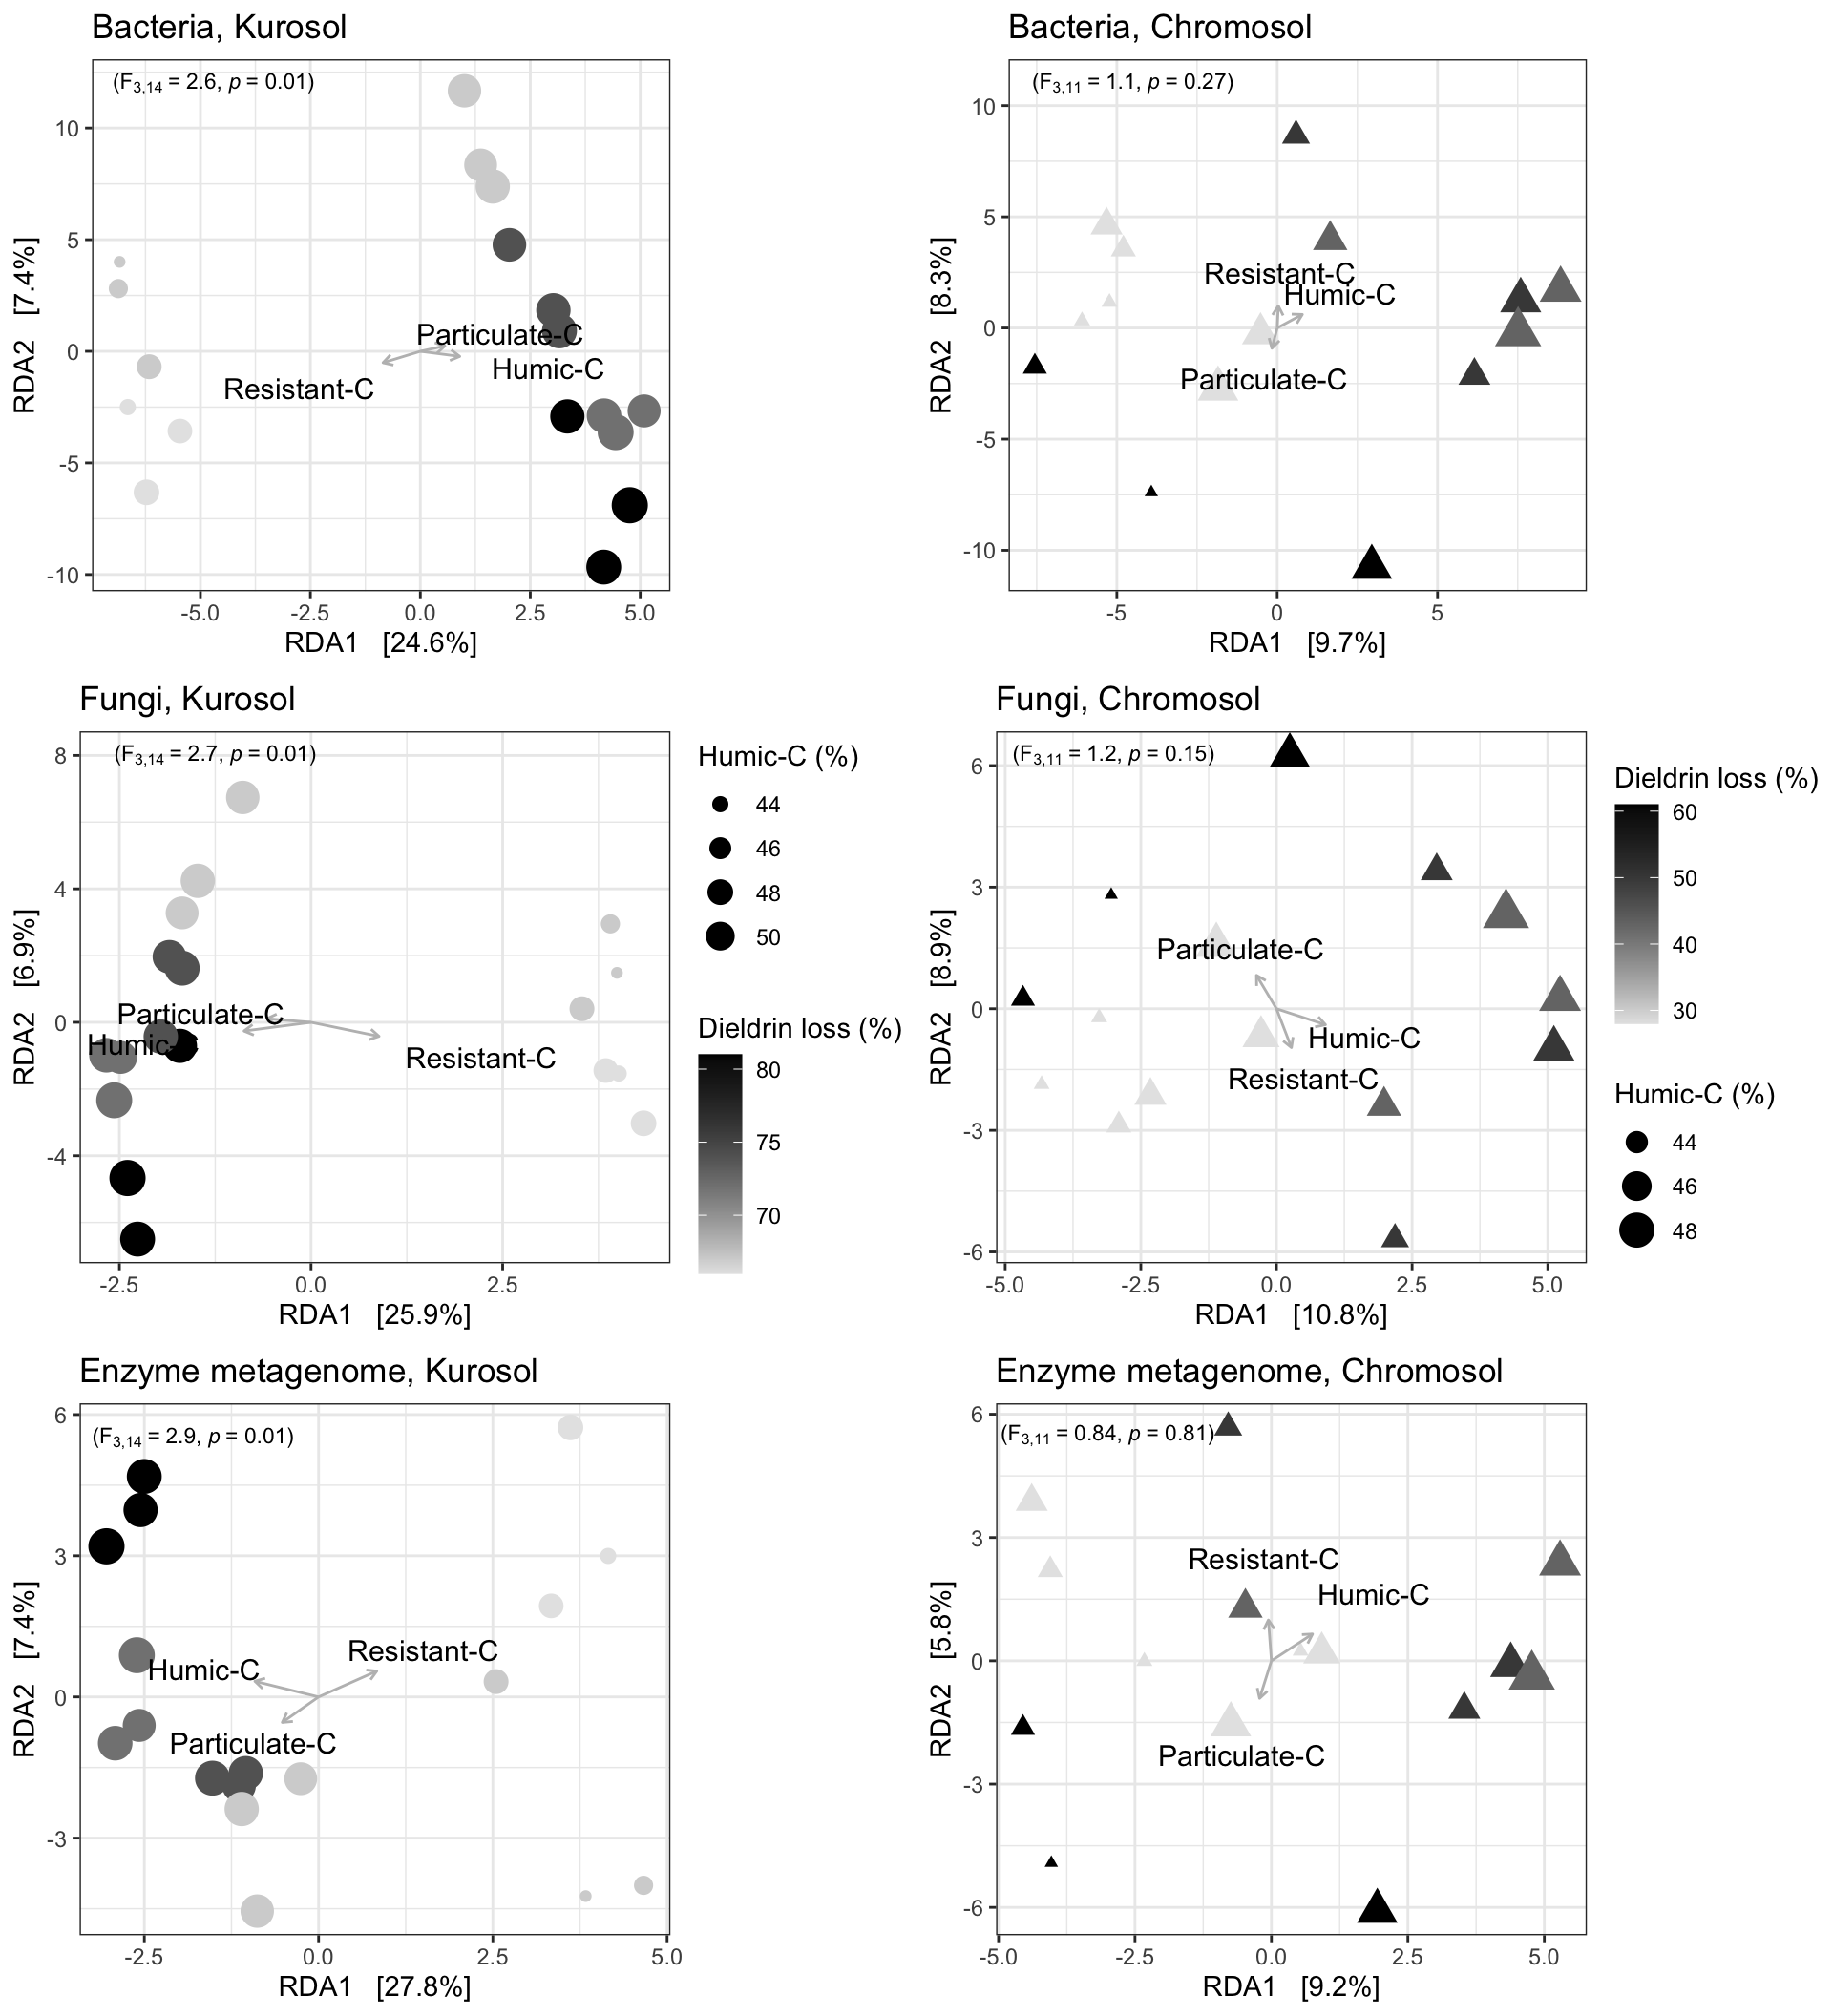 Bacteria, Kurosol
(F3,14 = 2.6, p = 0.01)
10
5
0
-5
-10
RDA2 [7.4%]
Particulate-C
Humic-C
Resistant-C
-5.0 -2.5 0.0 2.5 5.0
RDA1 [24.6%]
Bacteria, Chromosol
(F3,11 = 1.1, p = 0.27)
10
5
0
-5
-10
RDA2 [8.3%]
Resistant-C
Humic-C
Particulate-C
-5 0 5
RDA1 [9.7%]
Fungi, Kurosol
(F3,14 = 2.7, p = 0.01)
8
4
0
-4
RDA2 [6.9%]
Particulate-C
Humic-C
Resistant-C
-2.5 0.0 2.5
RDA1 [25.9%]
Humic-C (%)
44
46
48
50
Dieldrin loss (%)
80
75
70
Fungi, Chromosol
(F3,11 = 1.2, p = 0.15)
6
3
0
-3
-6
RDA2 [8.9%]
Particulate-C
Humic-C
Resistant-C
-5.0 -2.5 0.0 2.5 5.0
RDA1 [10.8%]
Dieldrin loss (%)
60
50
40
30
Humic-C (%)
44
46
48
Enzyme metagenome, Kurosol
(F3,14 = 2.9, p = 0.01)
6
3
0
-3
RDA2 [7.4%]
Resistant-C
Humic-C
Particulate-C
-2.5 0.0 2.5 5.0
RDA1 [27.8%]
Enzyme metagenome, Chromosol
(F3,11 = 0.84, p = 0.81)
6
3
0
-3
-6
RDA2 [5.8%]
Resistant-C
Humic-C
Particulate-C
-5.0 -2.5 0.0 2.5 5.0
RDA1 [9.2%]